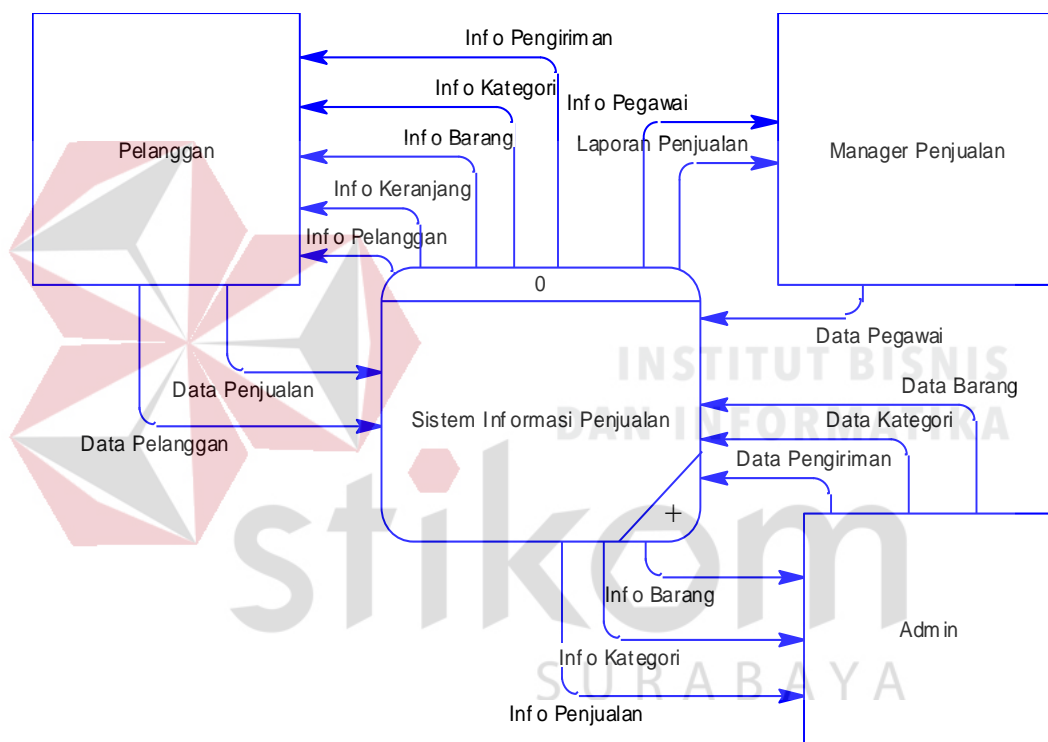 Info Pengiriman
Info Kategori
Info Pegawai
Info Barang
Laporan Penjualan
Pelanggan
Manager Penjualan
Info Keranjang
Info Pelanggan
0
Data Pegawai
INSTITUT BISNIS
DAN INFORMATIKA
Data Penjualan
Data Barang
Sistem Informasi Penjualan
Data Kategori
Data Pelanggan
Data Pengiriman
+
stikom
SURABAYA
Info Barang
Admin
Info Kategori
Info Penjualan